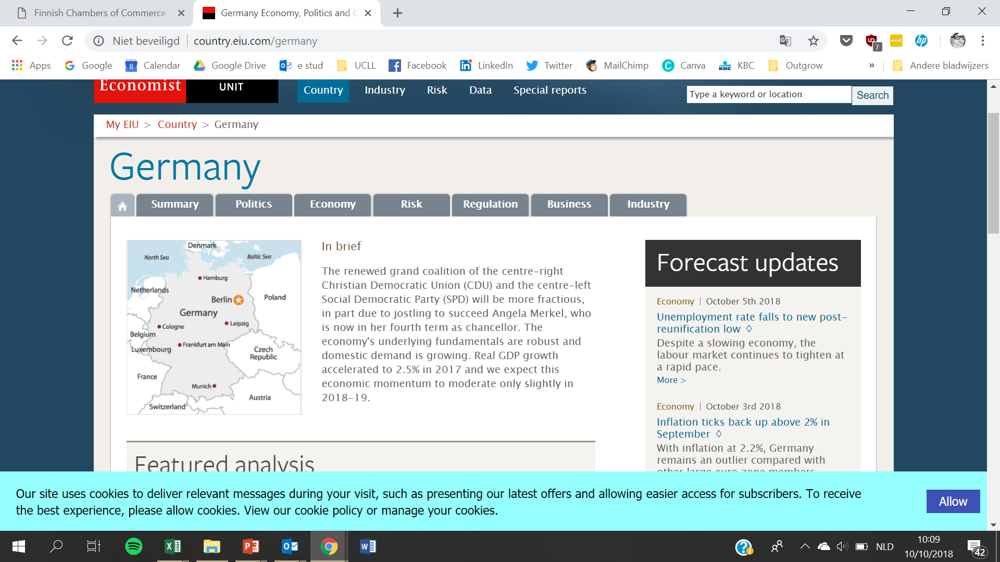 Finnish Chambers of Commerce
Germany Economy, Politics and
Niet beveiligd
country.eiu.com/germany
7
Apps
Google
8
Calendar
Google Drive
e stud
UCLL
Facebook
LinkedIn
Twitter
MailChimp
Canva
KBC
KBC
Outgrow
»
Andere bladwijzers
Economist
UNIT
Country
Industry
Risk
Data
Special reports
Type a keyword or location
Search
My EIU > Country > Germany
Germany
Summary
Politics
Economy
Risk
Regulation
Business
Industry
Denmark
North Sea
Baltic Sea
Hamburg
Netherlands
Berlin
Poland
Germany
Cologne
Leipzig
Belgium
Frankfurt am Main
Luxembourg
Czech
Republic
France
Munich
Austria
Switzerland
In brief
The renewed grand coalition of the centre-right
Christian Democratic Union (CDU) and the centre-left
Social Democratic Party (SPD) will be more fractious,
in part due to jostling to succeed Angela Merkel, who
is now in her fourth term as chancellor. The
economy's underlying fundamentals are robust and
domestic demand is growing. Real GDP growth
accelerated to 2.5% in 2017 and we expect this
economic momentum to moderate only slightly in
2018-19.
Featured analysis
Forecast updates
Economy | October 5th 2018
Unemployment rate falls to new post-
reunification low ◊
Despite a slowing economy, the
labour market continues to tighten at
a rapid pace.
More >
Economy | October 3rd 2018
Inflation ticks back up above 2% in
September ◊
With inflation at 2.2%, Germany
remains an outlier compared with
other large euro zone members
Our site uses cookies to deliver relevant messages during your visit, such as presenting our latest offers and allowing easier access for subscribers. To receive
the best experience, please allow cookies. View our cookie policy or manage your cookies.
Allow
NLD
10:09
10/10/2018
42